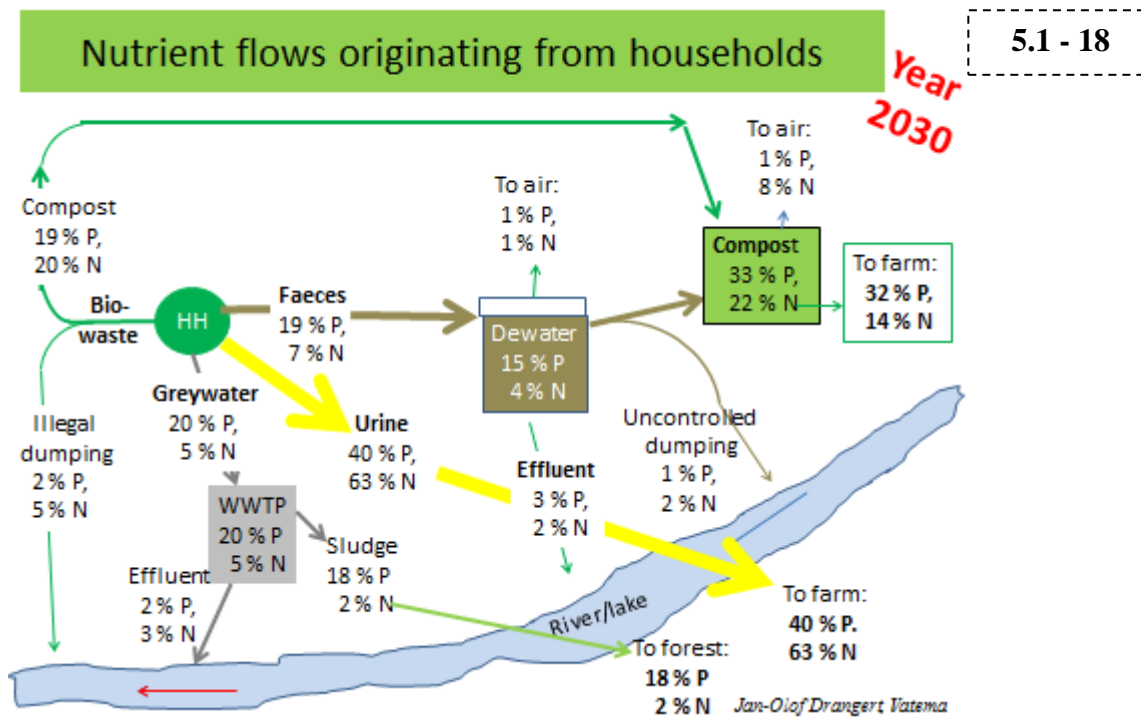 Nutrient flows originating from households
5.1 - 18
Year
2030
To air:
1 % P,
8 % N
To air:
1 % P,
1 % N
Compost
19 % P,
20 % N
Compost
33 % P,
22 % N
To farm:
32 % P,
14 % N
Bio-
waste
HH
Faeces
19 % P,
7 % N
Dewater
15 % P
4 % N
Greywater
20 % P,
5 % N
Illegal
dumping
2 % P,
5 % N
Urine
40 % P,
63 % N
Uncontrolled
dumping
1 % P,
2 % N
Effluent
3 % P,
2 % N
WWTP
20 % P
5 % N
Sludge
18 % P
2 % N
Effluent
2 % P,
3 % N
River/lake
To farm:
40 % P.
63 % N
To forest:
18 % P
2 % N
Jan-Olof Drangert, Vatema